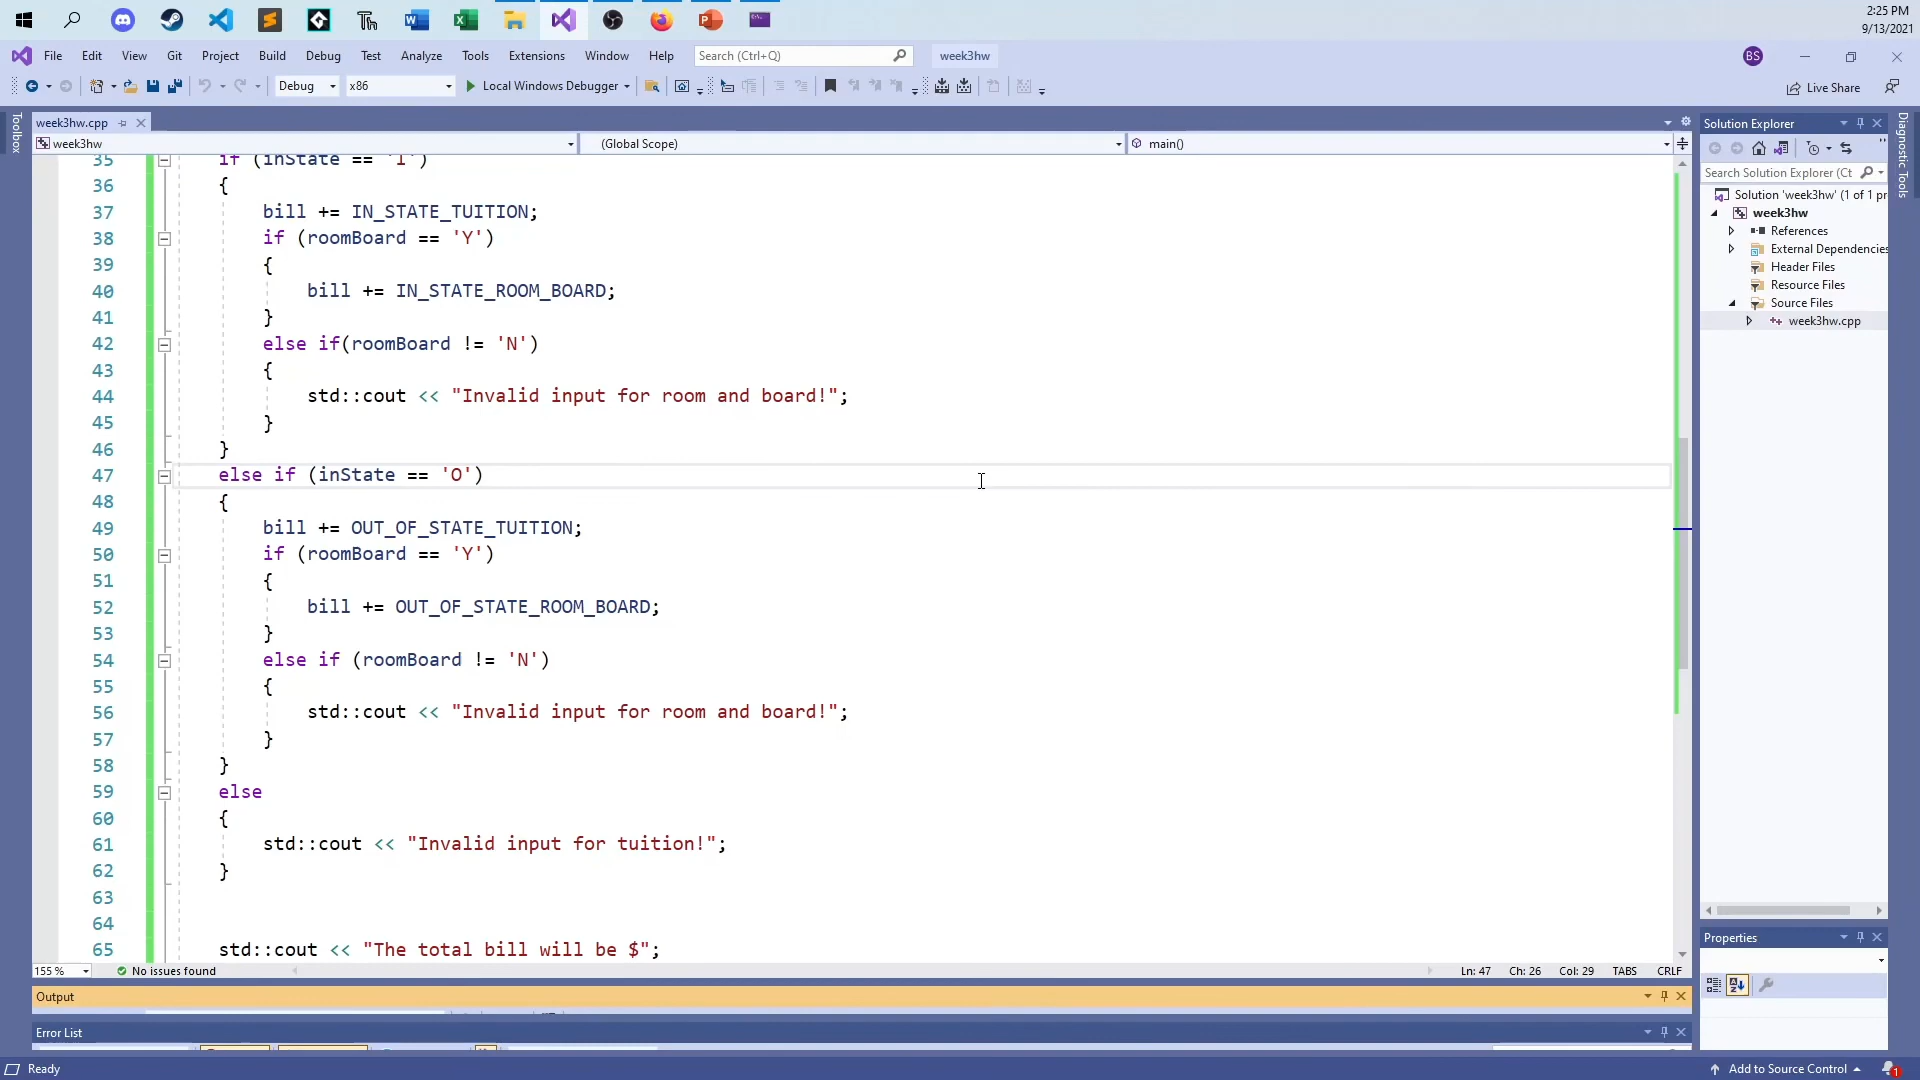 2:25 PM
9/13/2021
File Edit View Git Project Build Debug Test Analyze Tools Extensions Window Help Search (Ctrl+Q) week3hw BS
Debug x86 Local Windows Debugger Live Share
Toolbox
week3hw.cpp
week3hw (Global Scope) main()
35 if (inState == 'I')
36 {
37 bill += IN_STATE_TUITION;
38 if (roomBoard == 'Y')
39 {
40 bill += IN_STATE_ROOM_BOARD;
41 }
42 else if(roomBoard != 'N')
43 {
44 std::cout << "Invalid input for room and board!";
45 }
46 }
47 else if (inState == 'O')
48 {
49 bill += OUT_OF_STATE_TUITION;
50 if (roomBoard == 'Y')
51 {
52 bill += OUT_OF_STATE_ROOM_BOARD;
53 }
54 else if (roomBoard != 'N')
55 {
56 std::cout << "Invalid input for room and board!";
57 }
58 }
59 else
60 {
61 std::cout << "Invalid input for tuition!";
62 }
63
64
65 std::cout << "The total bill will be $";
155 % No issues found Ln: 47 Ch: 26 Col: 29 TABS CRLF
Output
Error List
Ready Add to Source Control 1
Solution Explorer
Search Solution Explorer (Ct
Solution 'week3hw' (1 of 1 pr
week3hw
References
External Dependencies
Header Files
Resource Files
Source Files
week3hw.cpp
Properties
Diagnostic Tools